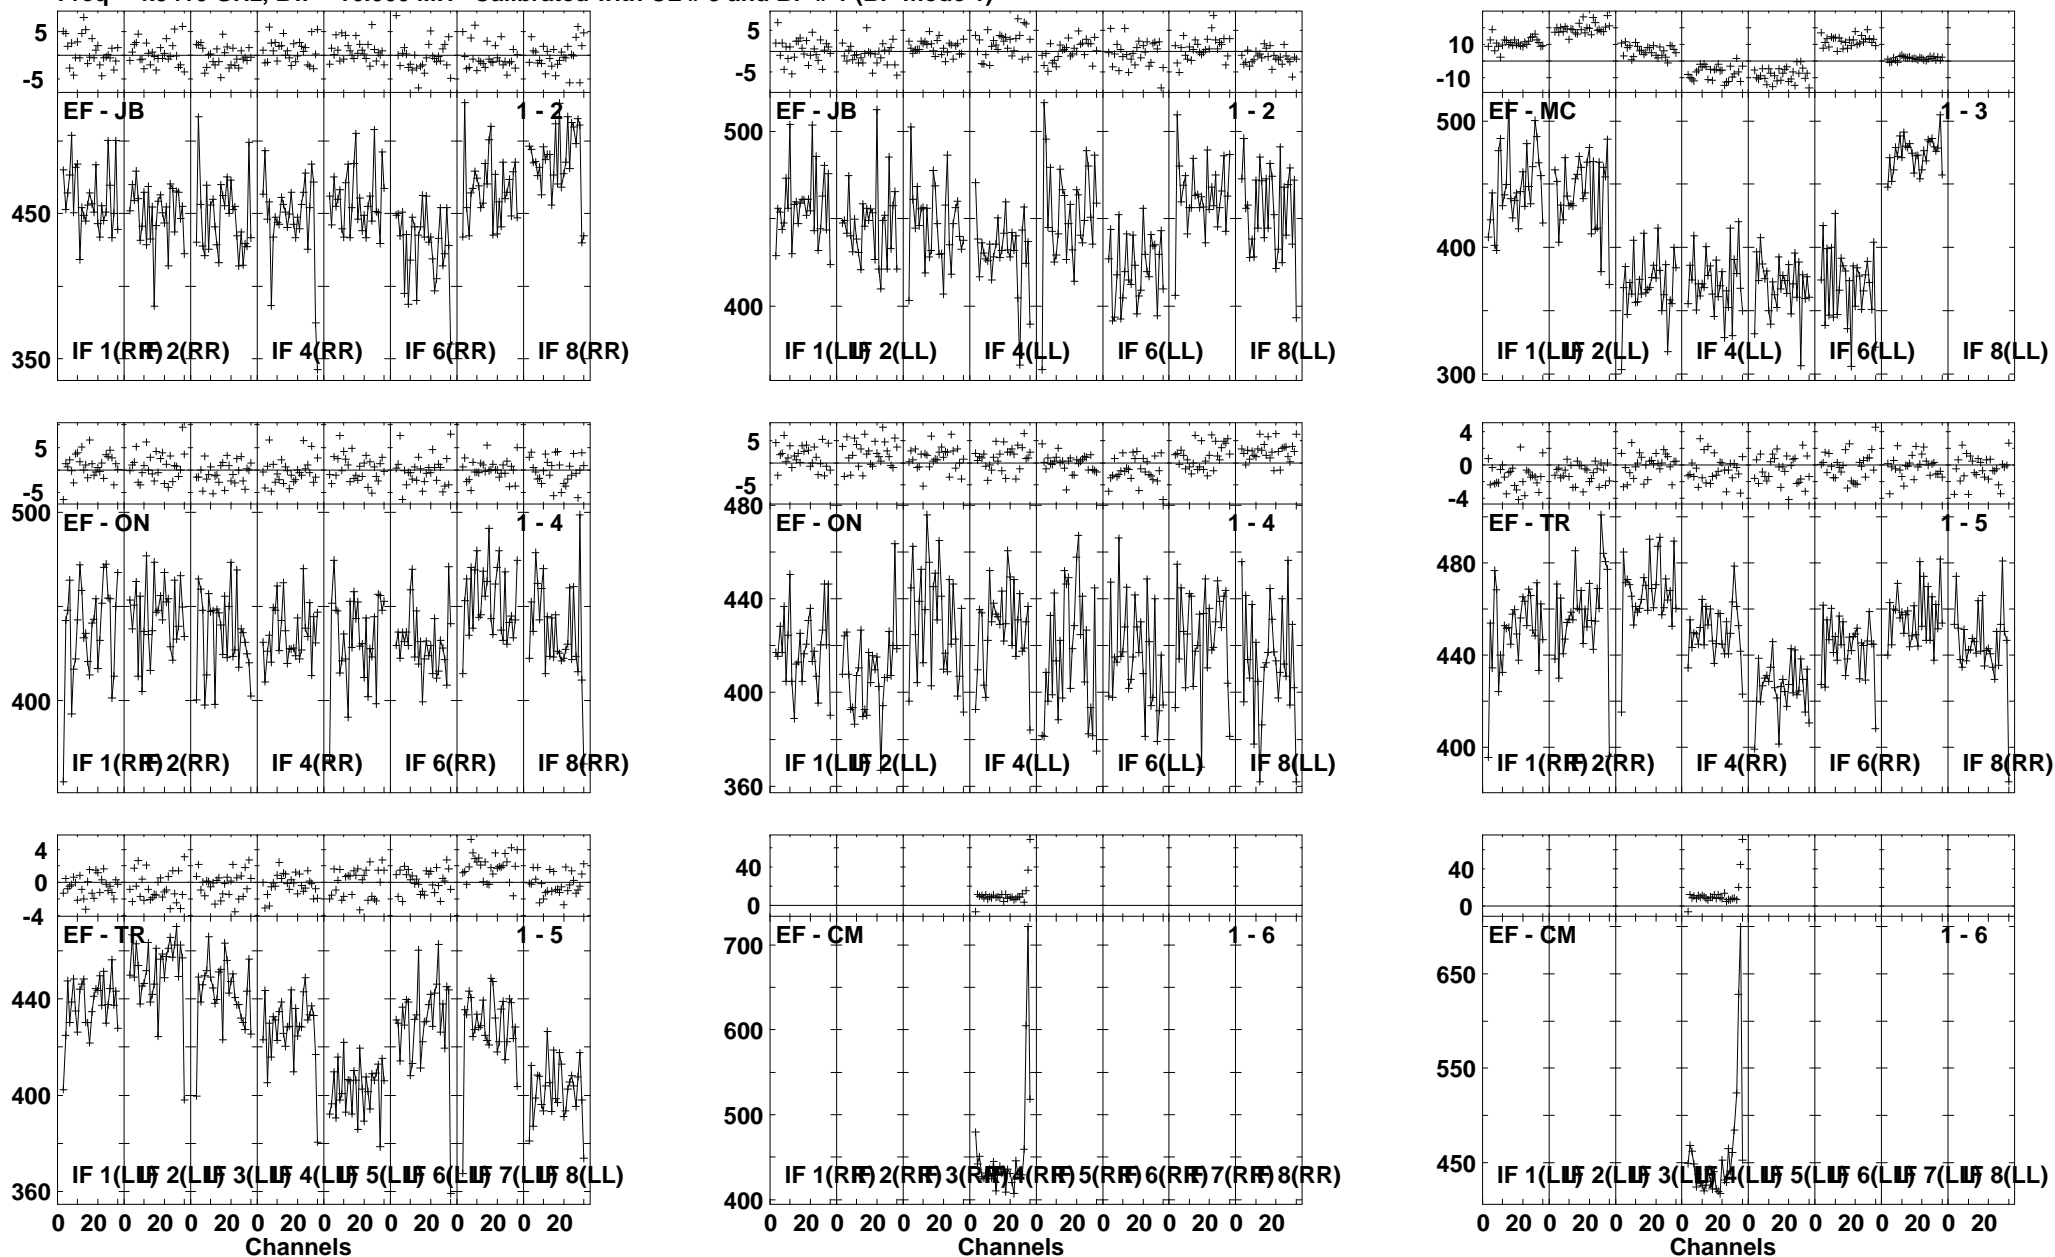 Calibrated with
5
-5
EF - JB
1 - 2
450
350
IF 1(RR) IF 2(RR) IF 4(RR) IF 6(RR) IF 8(RR)
5
-5
EF - JB
1 - 2
500
400
IF 1(LL) IF 2(LL) IF 4(LL) IF 6(LL) IF 8(LL)
10
-10
EF - MC
1 - 3
500
400
300
IF 1(LL) IF 2(LL) IF 4(LL) IF 6(LL) IF 8(LL)
5
-5
500
EF - ON
1 - 4
400
IF 1(RR) IF 2(RR) IF 4(RR) IF 6(RR) IF 8(RR)
5
-5
480
EF - ON
1 - 4
440
400
360
IF 1(LL) IF 2(LL) IF 4(LL) IF 6(LL) IF 8(LL)
4
0
-4
EF - TR
1 - 5
480
440
400
IF 1(RR) IF 2(RR) IF 4(RR) IF 6(RR) IF 8(RR)
4
0
-4
EF - TR
1 - 5
440
400
360
IF 1(LL) IF 2(LL) IF 3(LL) IF 4(LL) IF 5(LL) IF 6(LL) IF 7(LL) IF 8(LL)
0 20 0 20 0 20 0 20 0 20 0 20 0 20 0 20
Channels
40
0
EF - CM
1 - 6
700
600
500
400
IF 1(RR) IF 2(RR) IF 3(RR) IF 4(RR) IF 5(RR) IF 6(RR) IF 7(RR) IF 8(RR)
0 20 0 20 0 20 0 20 0 20 0 20 0 20 0 20
Channels
40
0
EF - CM
1 - 6
650
550
450
IF 1(LL) IF 2(LL) IF 3(LL) IF 4(LL) IF 5(LL) IF 6(LL) IF 7(LL) IF 8(LL)
0 20 0 20 0 20 0 20 0 20 0 20 0 20 0 20
Channels